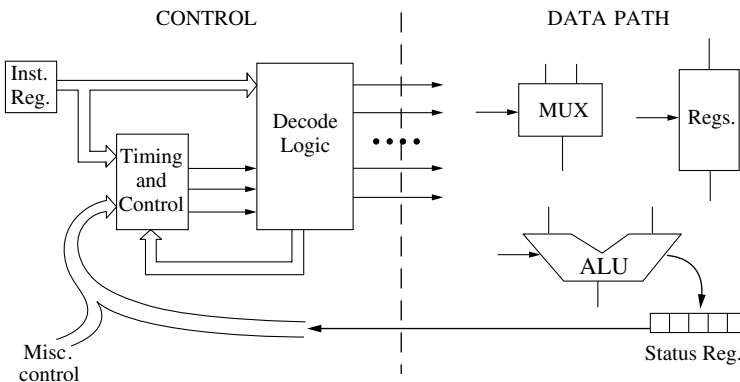 CONTROL
DATA PATH
Inst.
Reg.
Decode
Logic
MUX
Regs.
Timing
and
Control
ALU
Misc.
control
Status Reg.